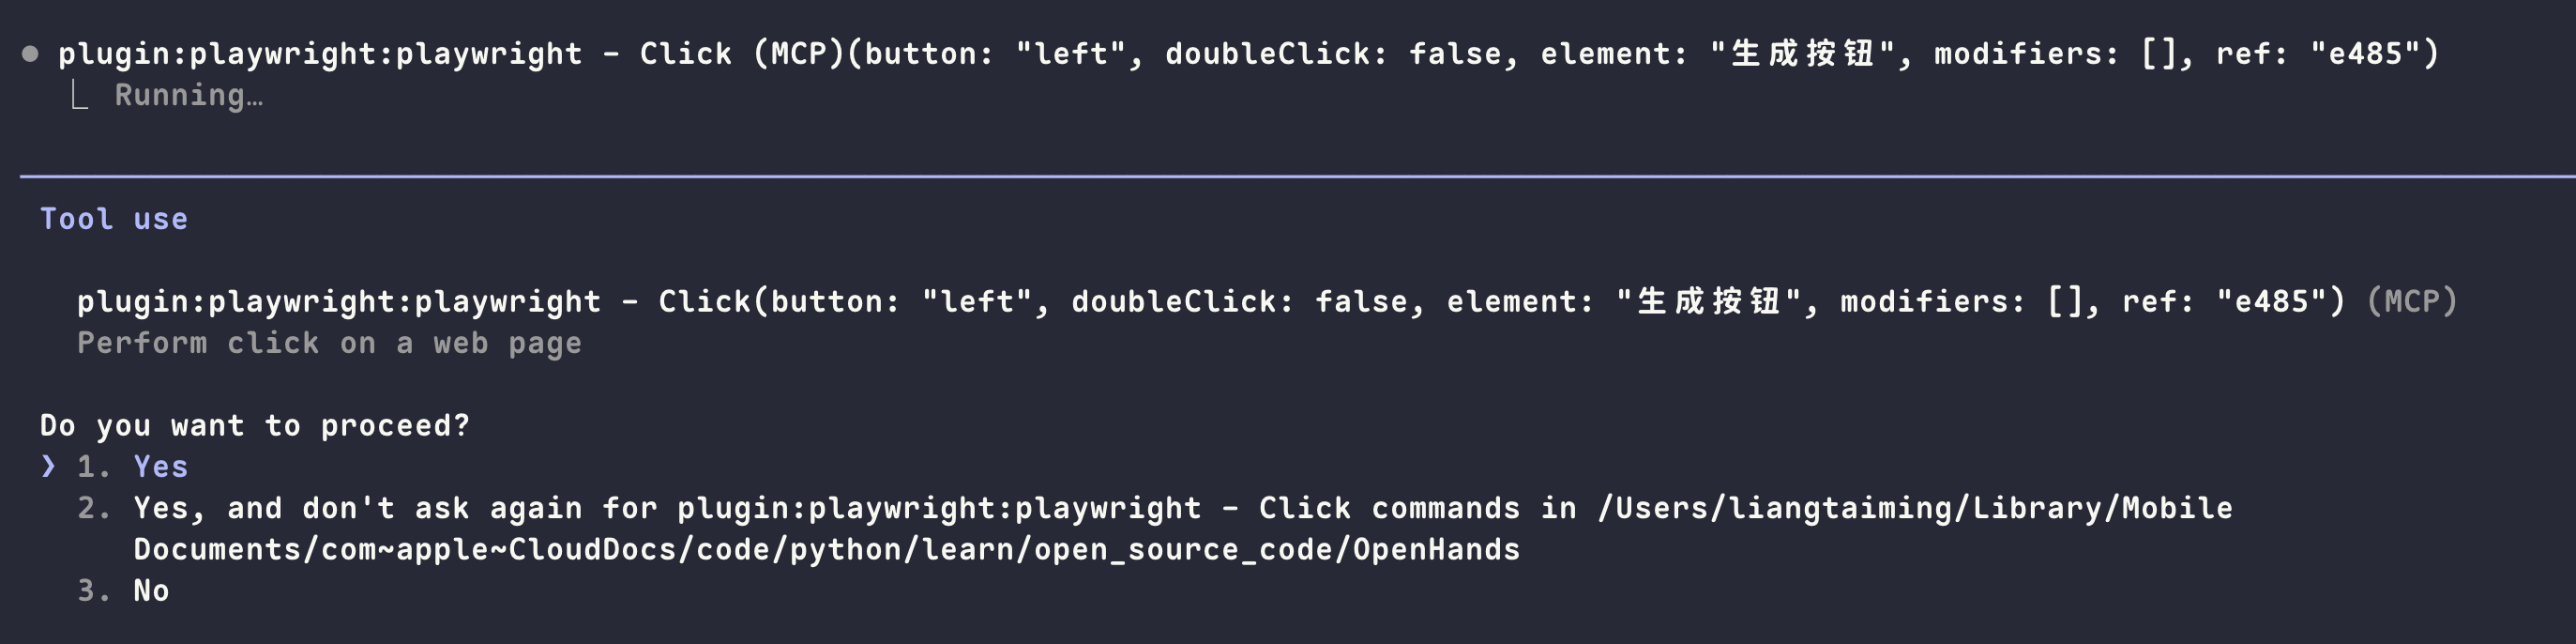 ● plugin:playwright:playwright - Click (MCP)(button: "left", doubleClick: false, element: "生成按钮", modifiers: [], ref: "e485")
⎿ Running…
Tool use
plugin:playwright:playwright - Click(button: "left", doubleClick: false, element: "生成按钮", modifiers: [], ref: "e485") (MCP)
Perform click on a web page
Do you want to proceed?
❯ 1. Yes
2. Yes, and don't ask again for plugin:playwright:playwright - Click commands in /Users/liangtaiming/Library/Mobile
Documents/com~apple~CloudDocs/code/python/learn/open_source_code/OpenHands
3. No